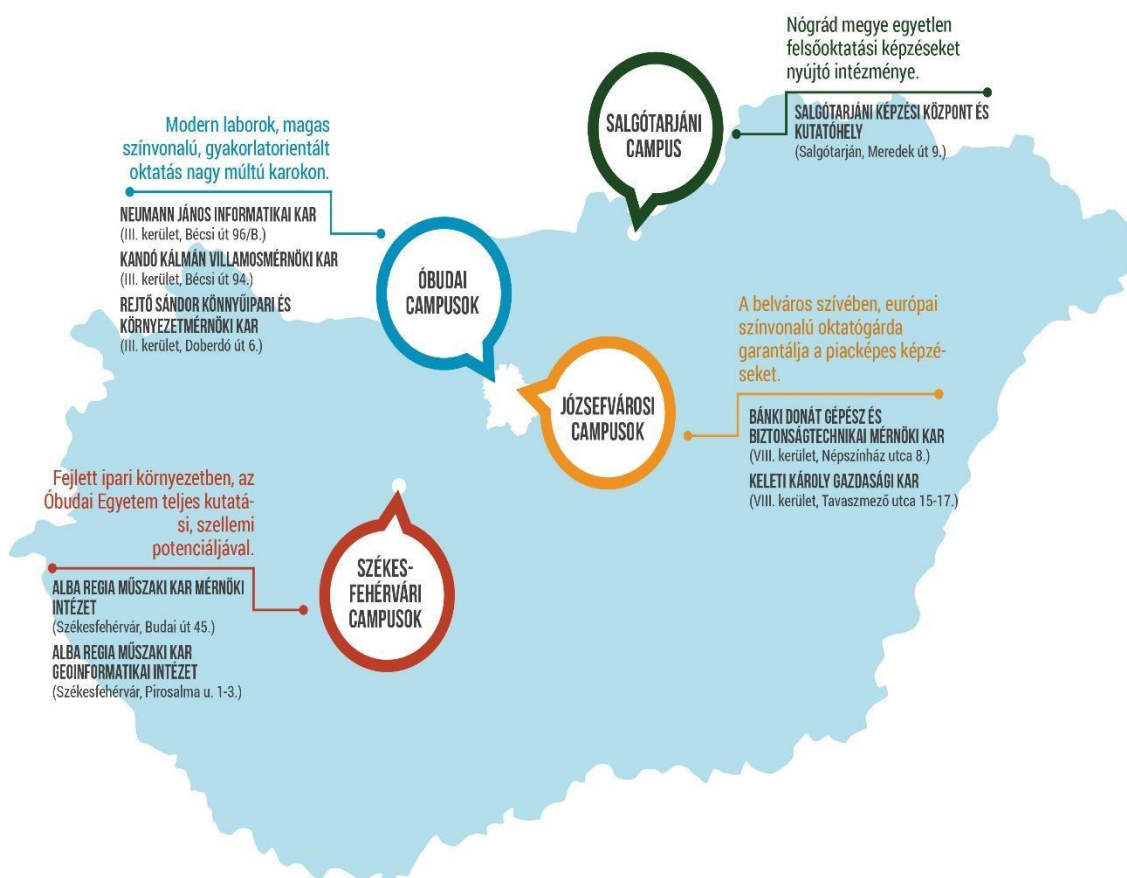 Nógrád megye egyetlen
felsőoktatási képzéseket
nyújtó intézménye.
SALGÓTARJÁNI
CAMPUS
SALGÓTARJÁNI KÉPZÉSI KÖZPONT ÉS
KUTATÓHELY
(Salgótarján, Meredek út 9.)
Modern laborok, magas
színvonalú, gyakorlatorientált
oktatás nagy múltú karokon.
NEUMANN JÁNOS INFORMATIKAI KAR
(III. kerület, Bécsi út 96/B.)
KANDÓ KÁLMÁN VILLAMOSMÉRNÖKI KAR
(III. kerület, Bécsi út 94.)
REJTŐ SÁNDOR KÖNNYŰIPARI ÉS
KÖRNYEZETMÉRNÖKI KAR
(III. kerület, Doberdó út 6.)
ÓBUDAI
CAMPUSOK
A belváros szívében, európai
színvonalú oktatógárda
garantálja a piacképes képzé-
seket.
JÓZSEFVÁROSI
CAMPUSOK
BÁNKI DONÁT GÉPÉSZ ÉS
BIZTONSÁGTECHNIKAI MÉRNÖKI KAR
(VIII. kerület, Népszínház utca 8.)
KELETI KÁROLY GAZDASÁGI KAR
(VIII. kerület, Tavaszmező utca 15-17.)
Fejlett ipari környezetben, az
Óbudai Egyetem teljes kutatá-
si, szellemi
potenciáljával.
ALBA REGIA MŰSZAKI KAR MÉRNÖKI
INTÉZET
(Székesfehérvár, Budai út 45.)
ALBA REGIA MŰSZAKI KAR
GEOINFORMATIKAI INTÉZET
(Székesfehérvár, Pirosalma u. 1-3.)
SZÉKES-
FEHÉRVÁRI
CAMPUSOK